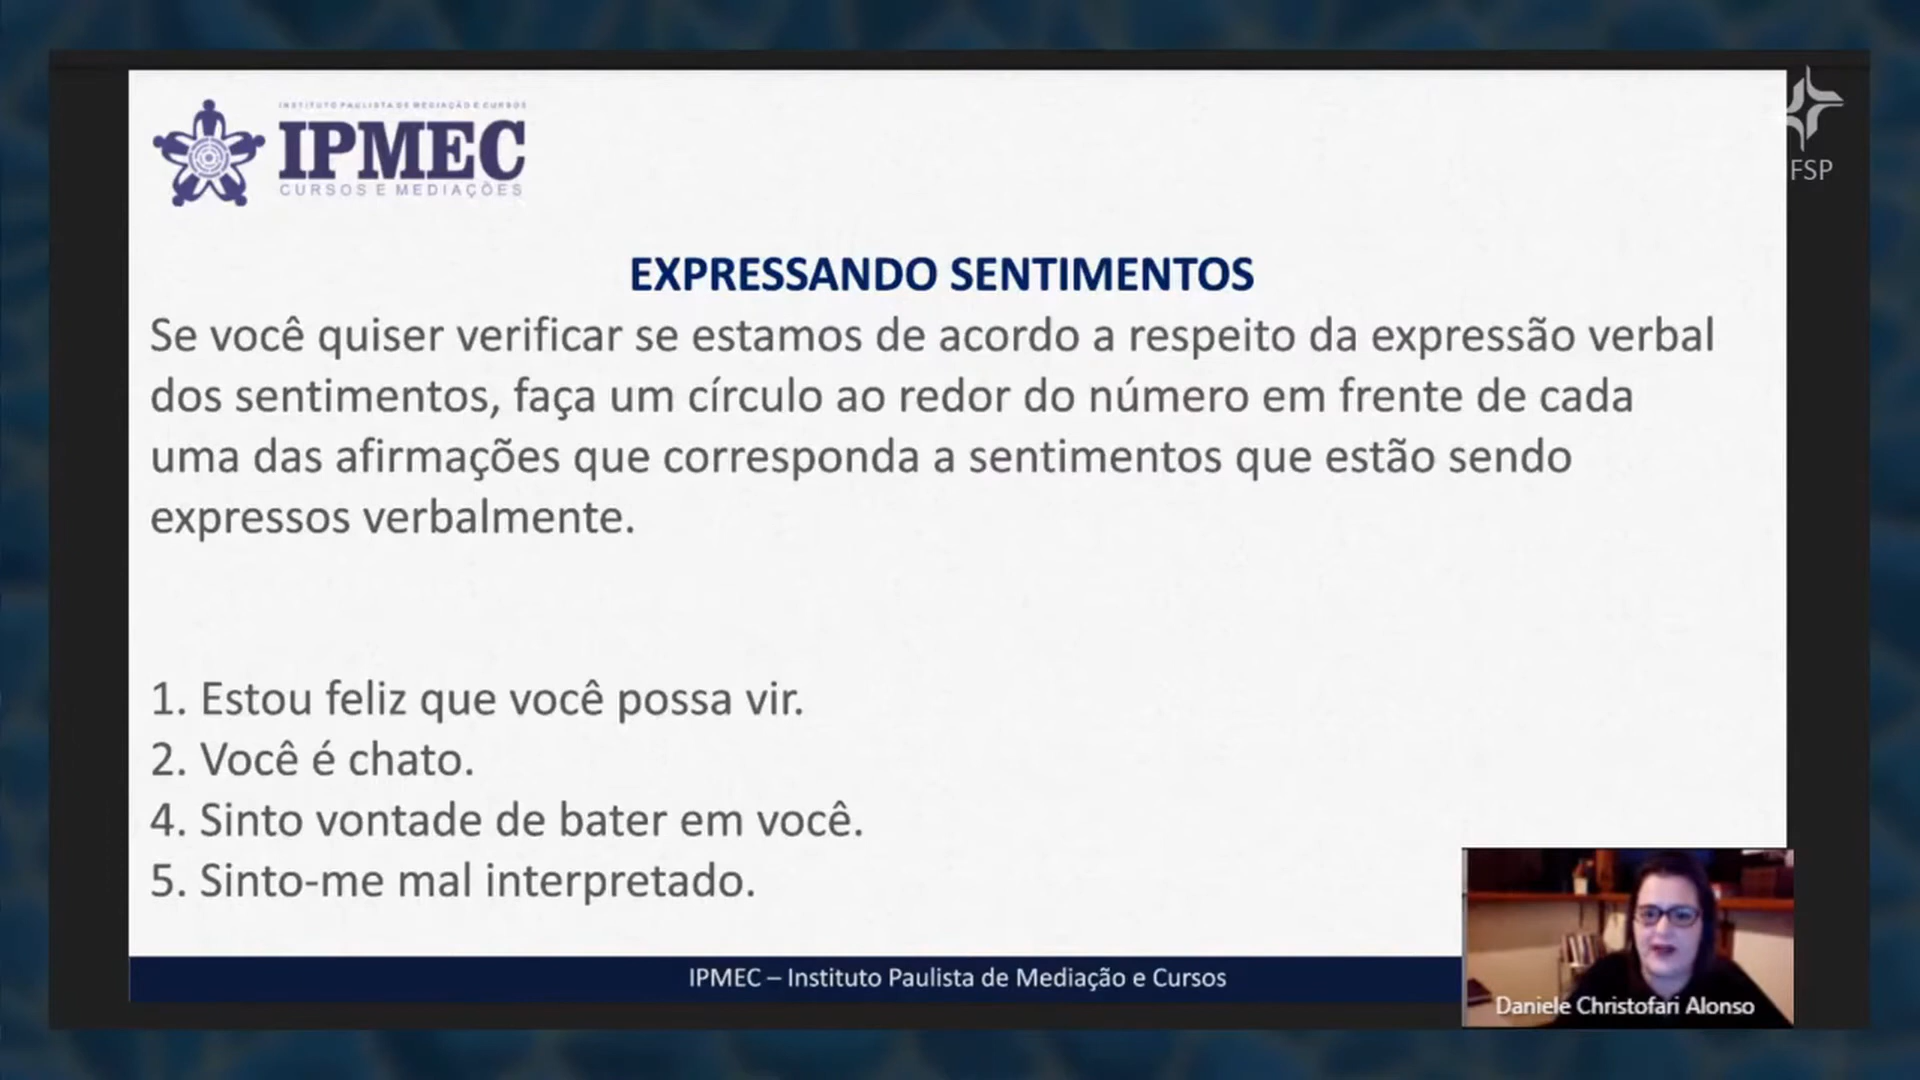 INSTITUTO PAULISTA DE MEDIAÇÃO E CURSOS
IPMEC
CURSOS E MEDIAÇÕES
FSP
EXPRESSANDO SENTIMENTOS
Se você quiser verificar se estamos de acordo a respeito da expressão verbal
dos sentimentos, faça um círculo ao redor do número em frente de cada
uma das afirmações que corresponda a sentimentos que estão sendo
expressos verbalmente.
1. Estou feliz que você possa vir.
2. Você é chato.
4. Sinto vontade de bater em você.
5. Sinto-me mal interpretado.
IPMEC – Instituto Paulista de Mediação e Cursos
Daniele Christofari Alonso